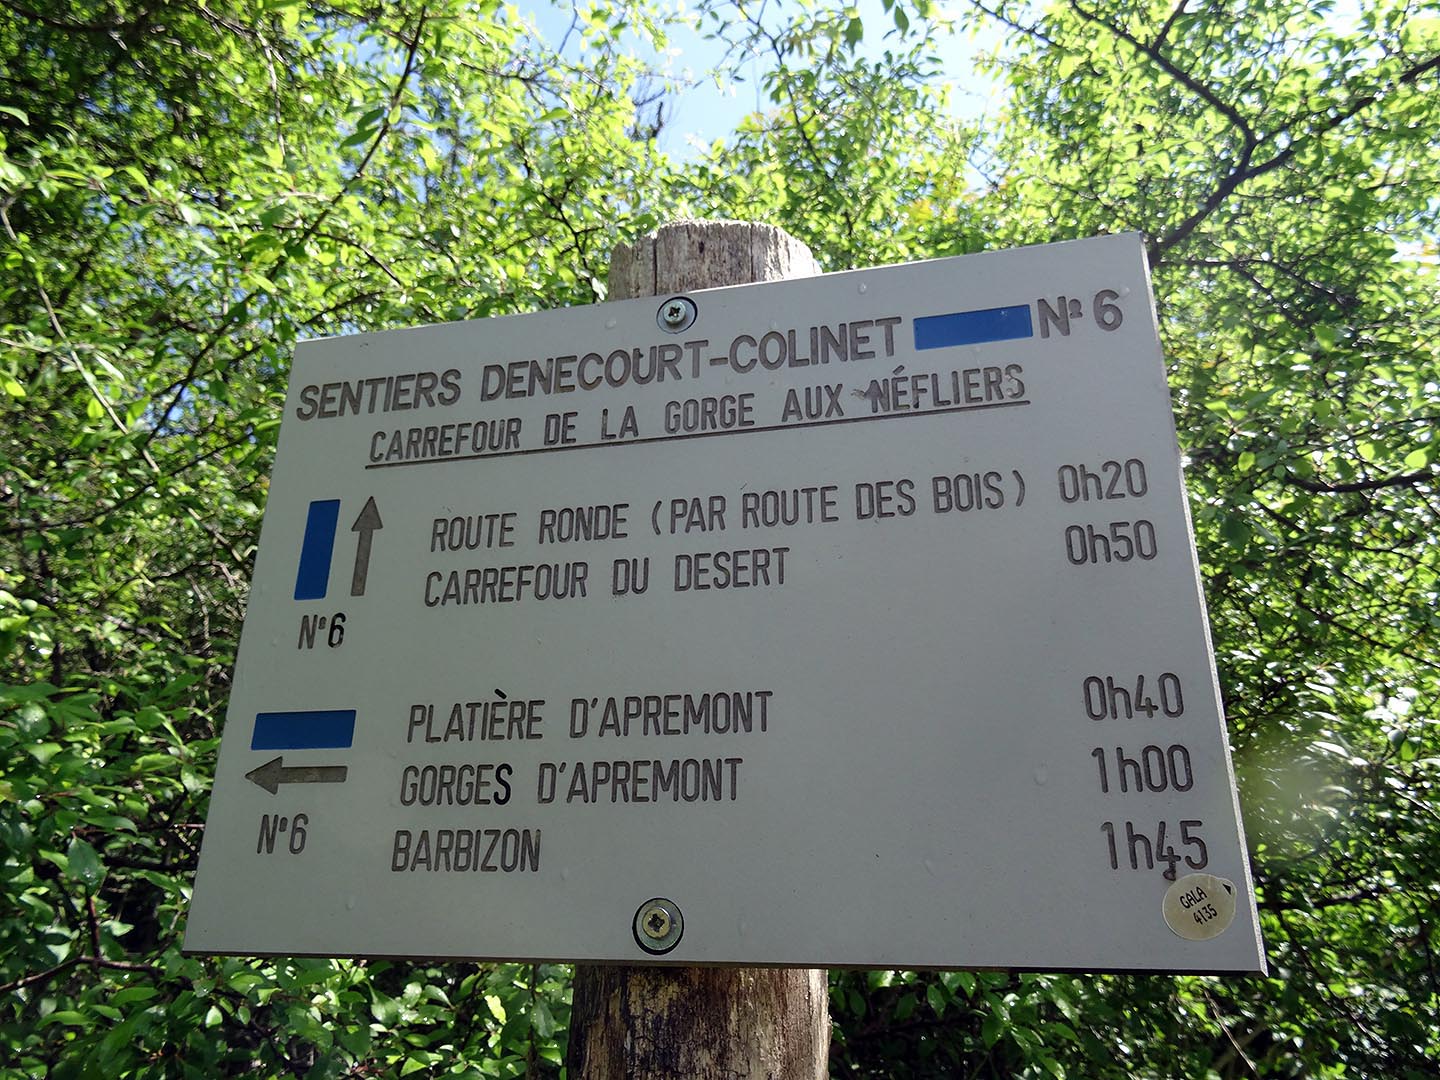 SENTIERS DENECOURT-COLINET N° 6
CARREFOUR DE LA GORGE AUX NÉFLIERS
ROUTE RONDE (PAR ROUTE DES BOIS) 0h20
CARREFOUR DU DESERT 0h50
N°6
PLATIÈRE D'APREMONT 0h40
GORGES D'APREMONT 1h00
N°6
BARBIZON 1h45
GALA
4135